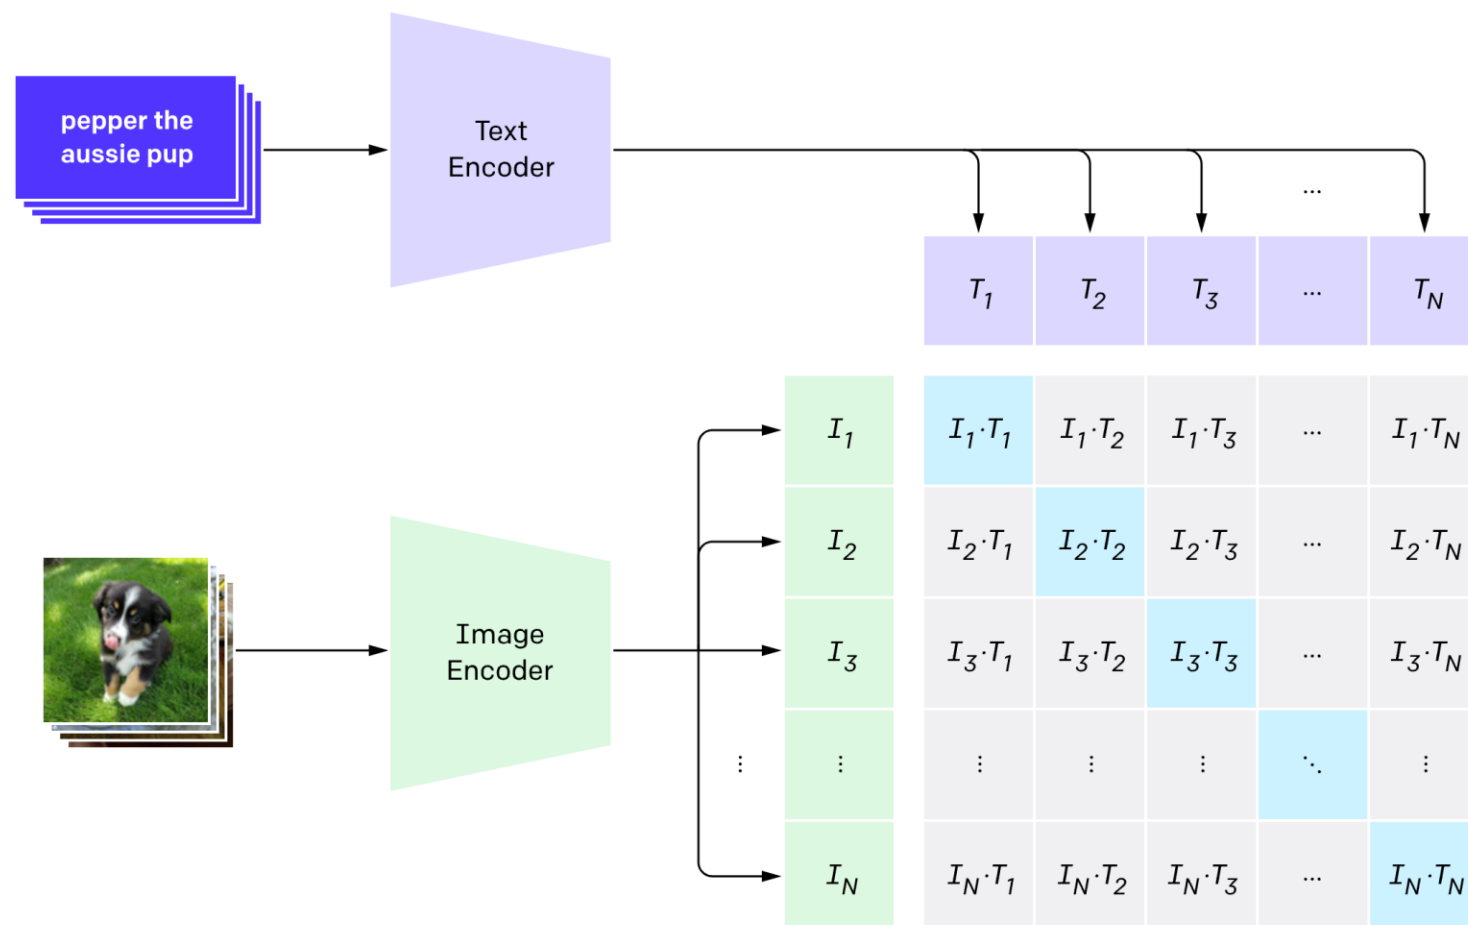 pepper the
aussie pup
Text
Encoder
...
T1 T2 T3 ... TN
I1 I1·T1 I1·T2 I1·T3 ... I1·TN
I2 I2·T1 I2·T2 I2·T3 ... I2·TN
Image
Encoder
I3 I3·T1 I3·T2 I3·T3 ... I3·TN
⋮ ⋮ ⋮ ⋮ ⋮ ⋱ ⋮
IN IN·T1 IN·T2 IN·T3 ... IN·TN